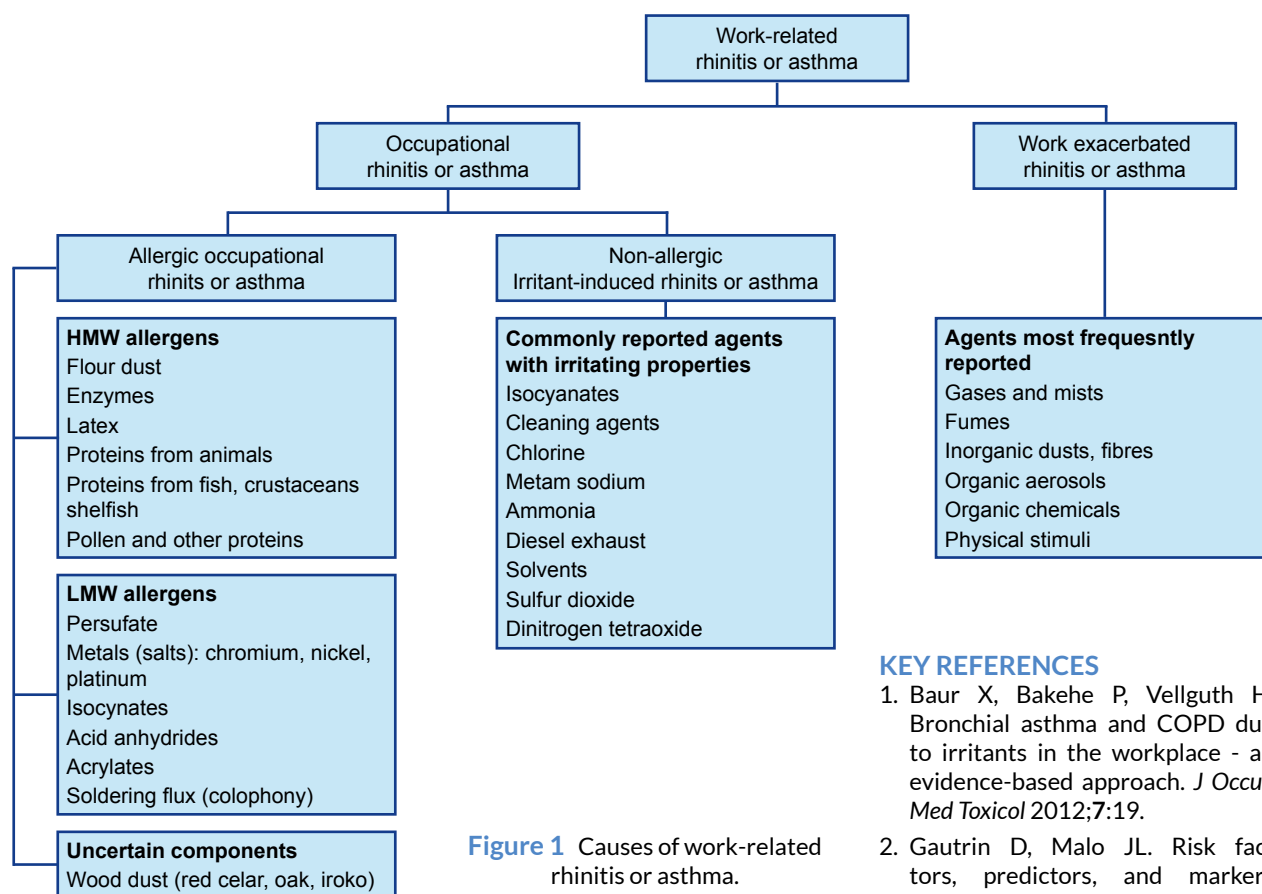 Work-related
rhinitis or asthma
Occupational
rhinitis or asthma
Work exacerbated
rhinitis or asthma
Allergic occupational
rhinits or asthma
Non-allergic
Irritant-induced rhinits or asthma
HMW allergens
Flour dust
Enzymes
Latex
Proteins from animals
Proteins from fish, crustaceans
shelfish
Pollen and other proteins
LMW allergens
Persufate
Metals (salts): chromium, nickel,
platinum
Isocynates
Acid anhydrides
Acrylates
Soldering flux (colophony)
Uncertain components
Wood dust (red celar, oak, iroko)
Commonly reported agents
with irritating properties
Isocyanates
Cleaning agents
Chlorine
Metam sodium
Ammonia
Diesel exhaust
Solvents
Sulfur dioxide
Dinitrogen tetraoxide
Agents most frequesntly
reported
Gases and mists
Fumes
Inorganic dusts, fibres
Organic aerosols
Organic chemicals
Physical stimuli
Figure 1 Causes of work-related
rhinitis or asthma.
KEY REFERENCES
1. Baur X, Bakehe P, Vellguth H
Bronchial asthma and COPD du
to irritants in the workplace - a
evidence-based approach. J Occu
Med Toxicol 2012;7:19.
2. Gautrin D, Malo JL. Risk fac
tors, predictors, and marker